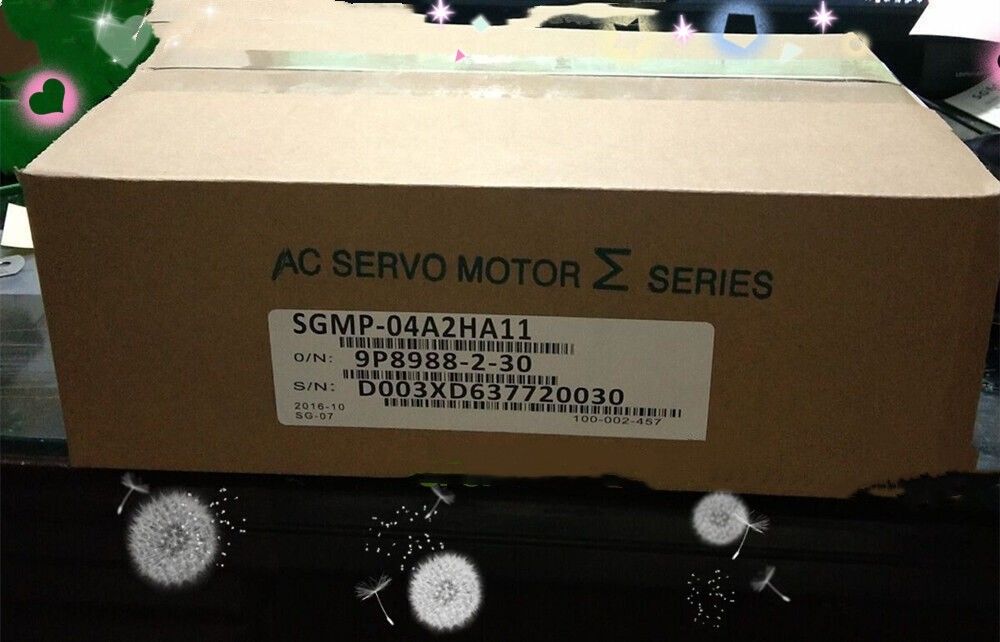 AC SERVO MOTOR Σ SERIES
SGMP-04A2HA11
O/N: 9P8988-2-30
S/N: D003XD637720030
2016-10
SG-07 100-002-457